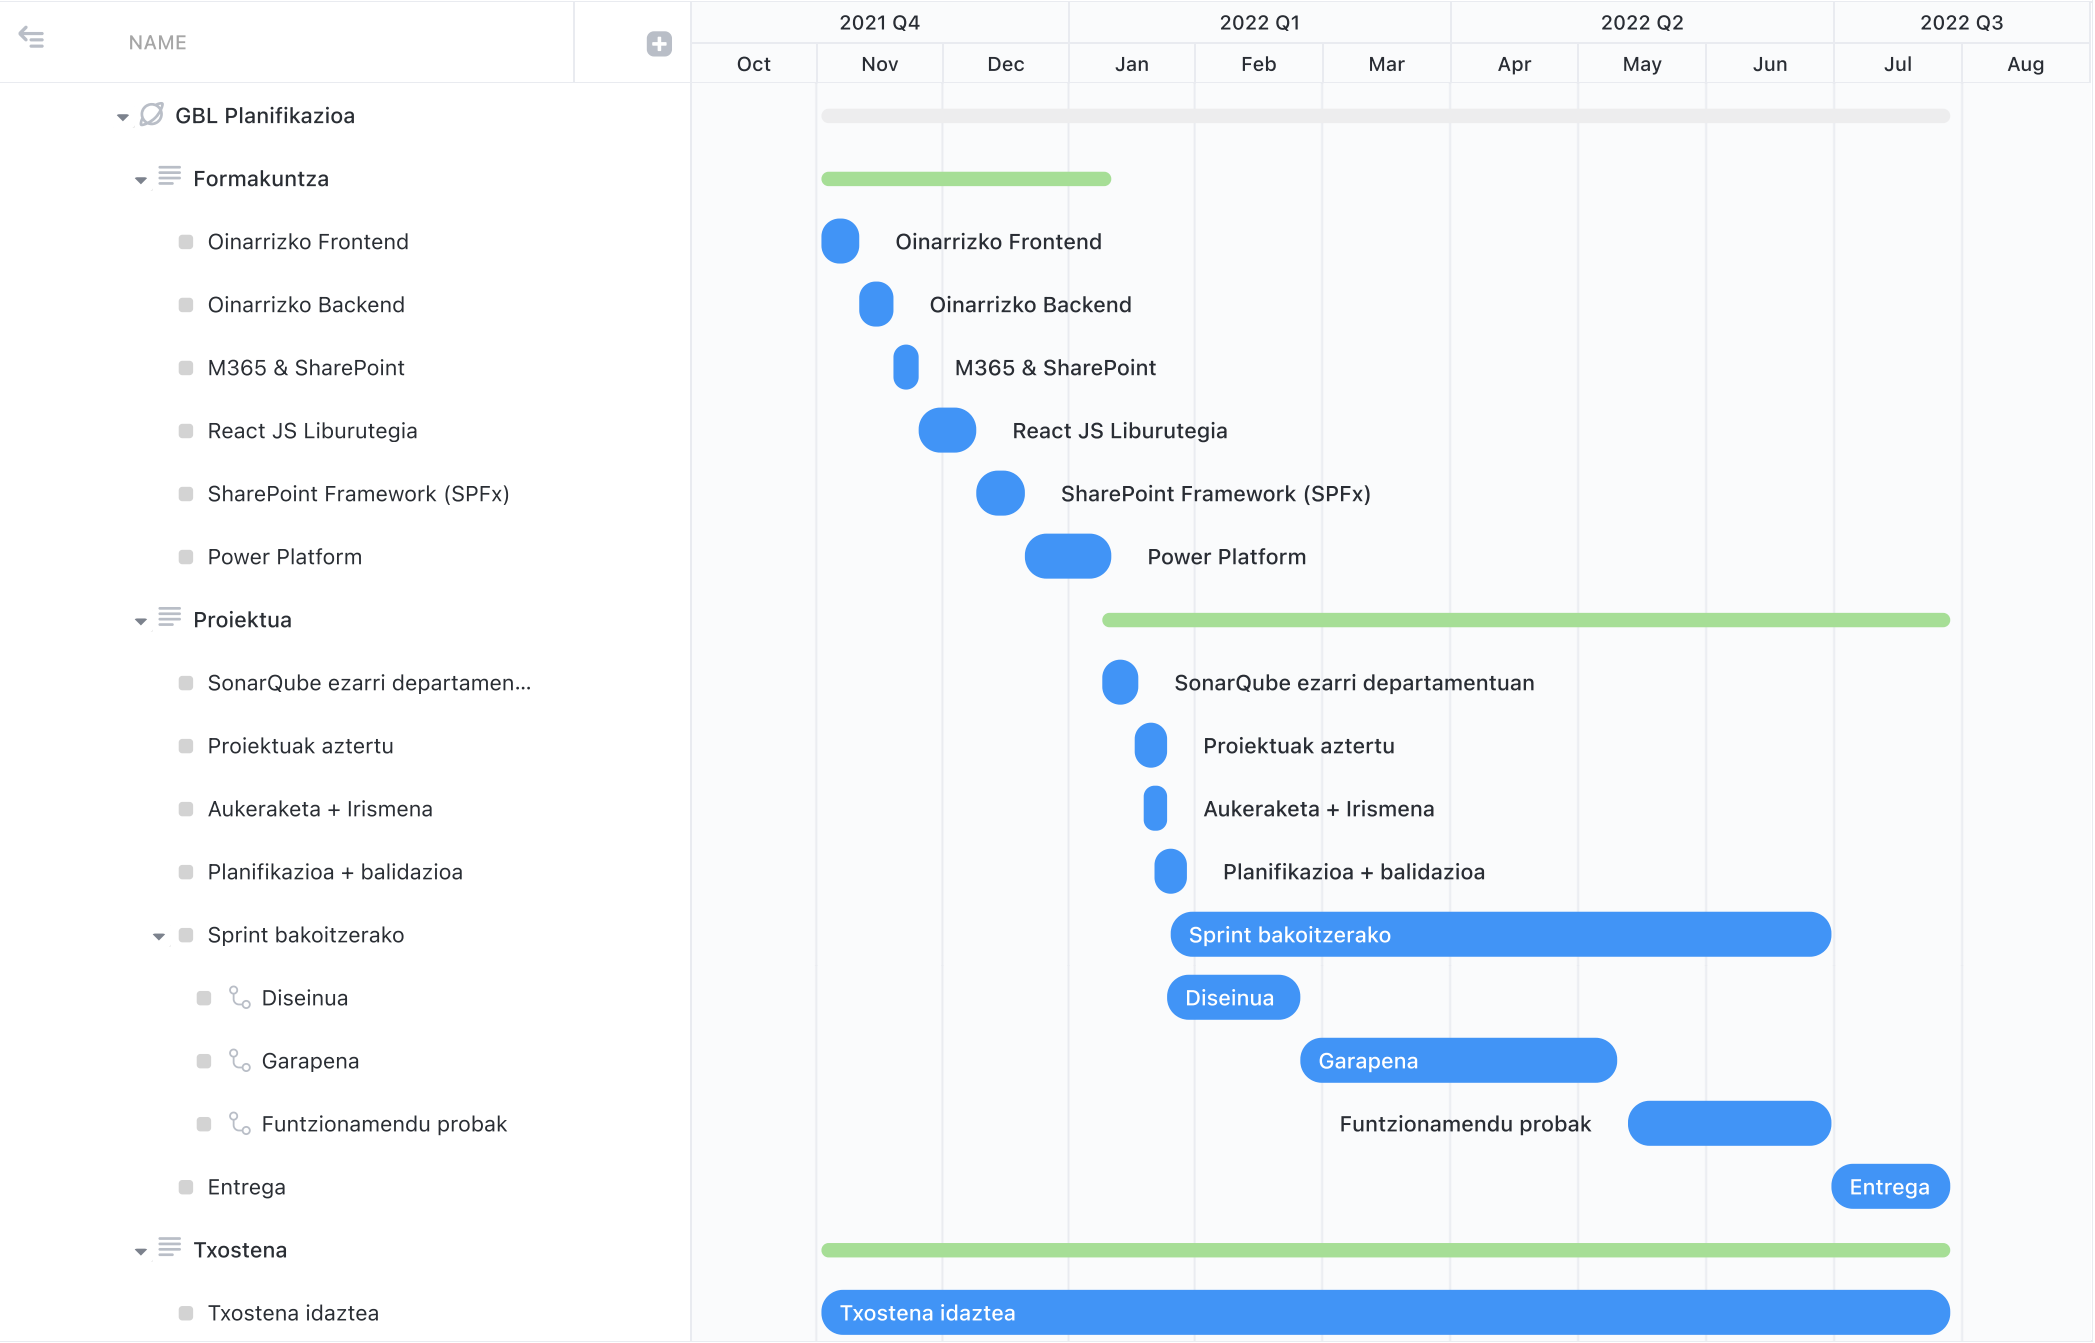 NAME
2021 Q4 2022 Q1 2022 Q2 2022 Q3
Oct Nov Dec Jan Feb Mar Apr May Jun Jul Aug
GBL Planifikazioa
Formakuntza
Oinarrizko Frontend Oinarrizko Frontend
Oinarrizko Backend Oinarrizko Backend
M365 & SharePoint M365 & SharePoint
React JS Liburutegia React JS Liburutegia
SharePoint Framework (SPFx) SharePoint Framework (SPFx)
Power Platform Power Platform
Proiektua
SonarQube ezarri departamen... SonarQube ezarri departamentuan
Proiektuak aztertu Proiektuak aztertu
Aukeraketa + Irismena Aukeraketa + Irismena
Planifikazioa + balidazioa Planifikazioa + balidazioa
Sprint bakoitzerako Sprint bakoitzerako
Diseinua Diseinua
Garapena Garapena
Funtzionamendu probak Funtzionamendu probak
Entrega Entrega
Txostena
Txostena idaztea Txostena idaztea